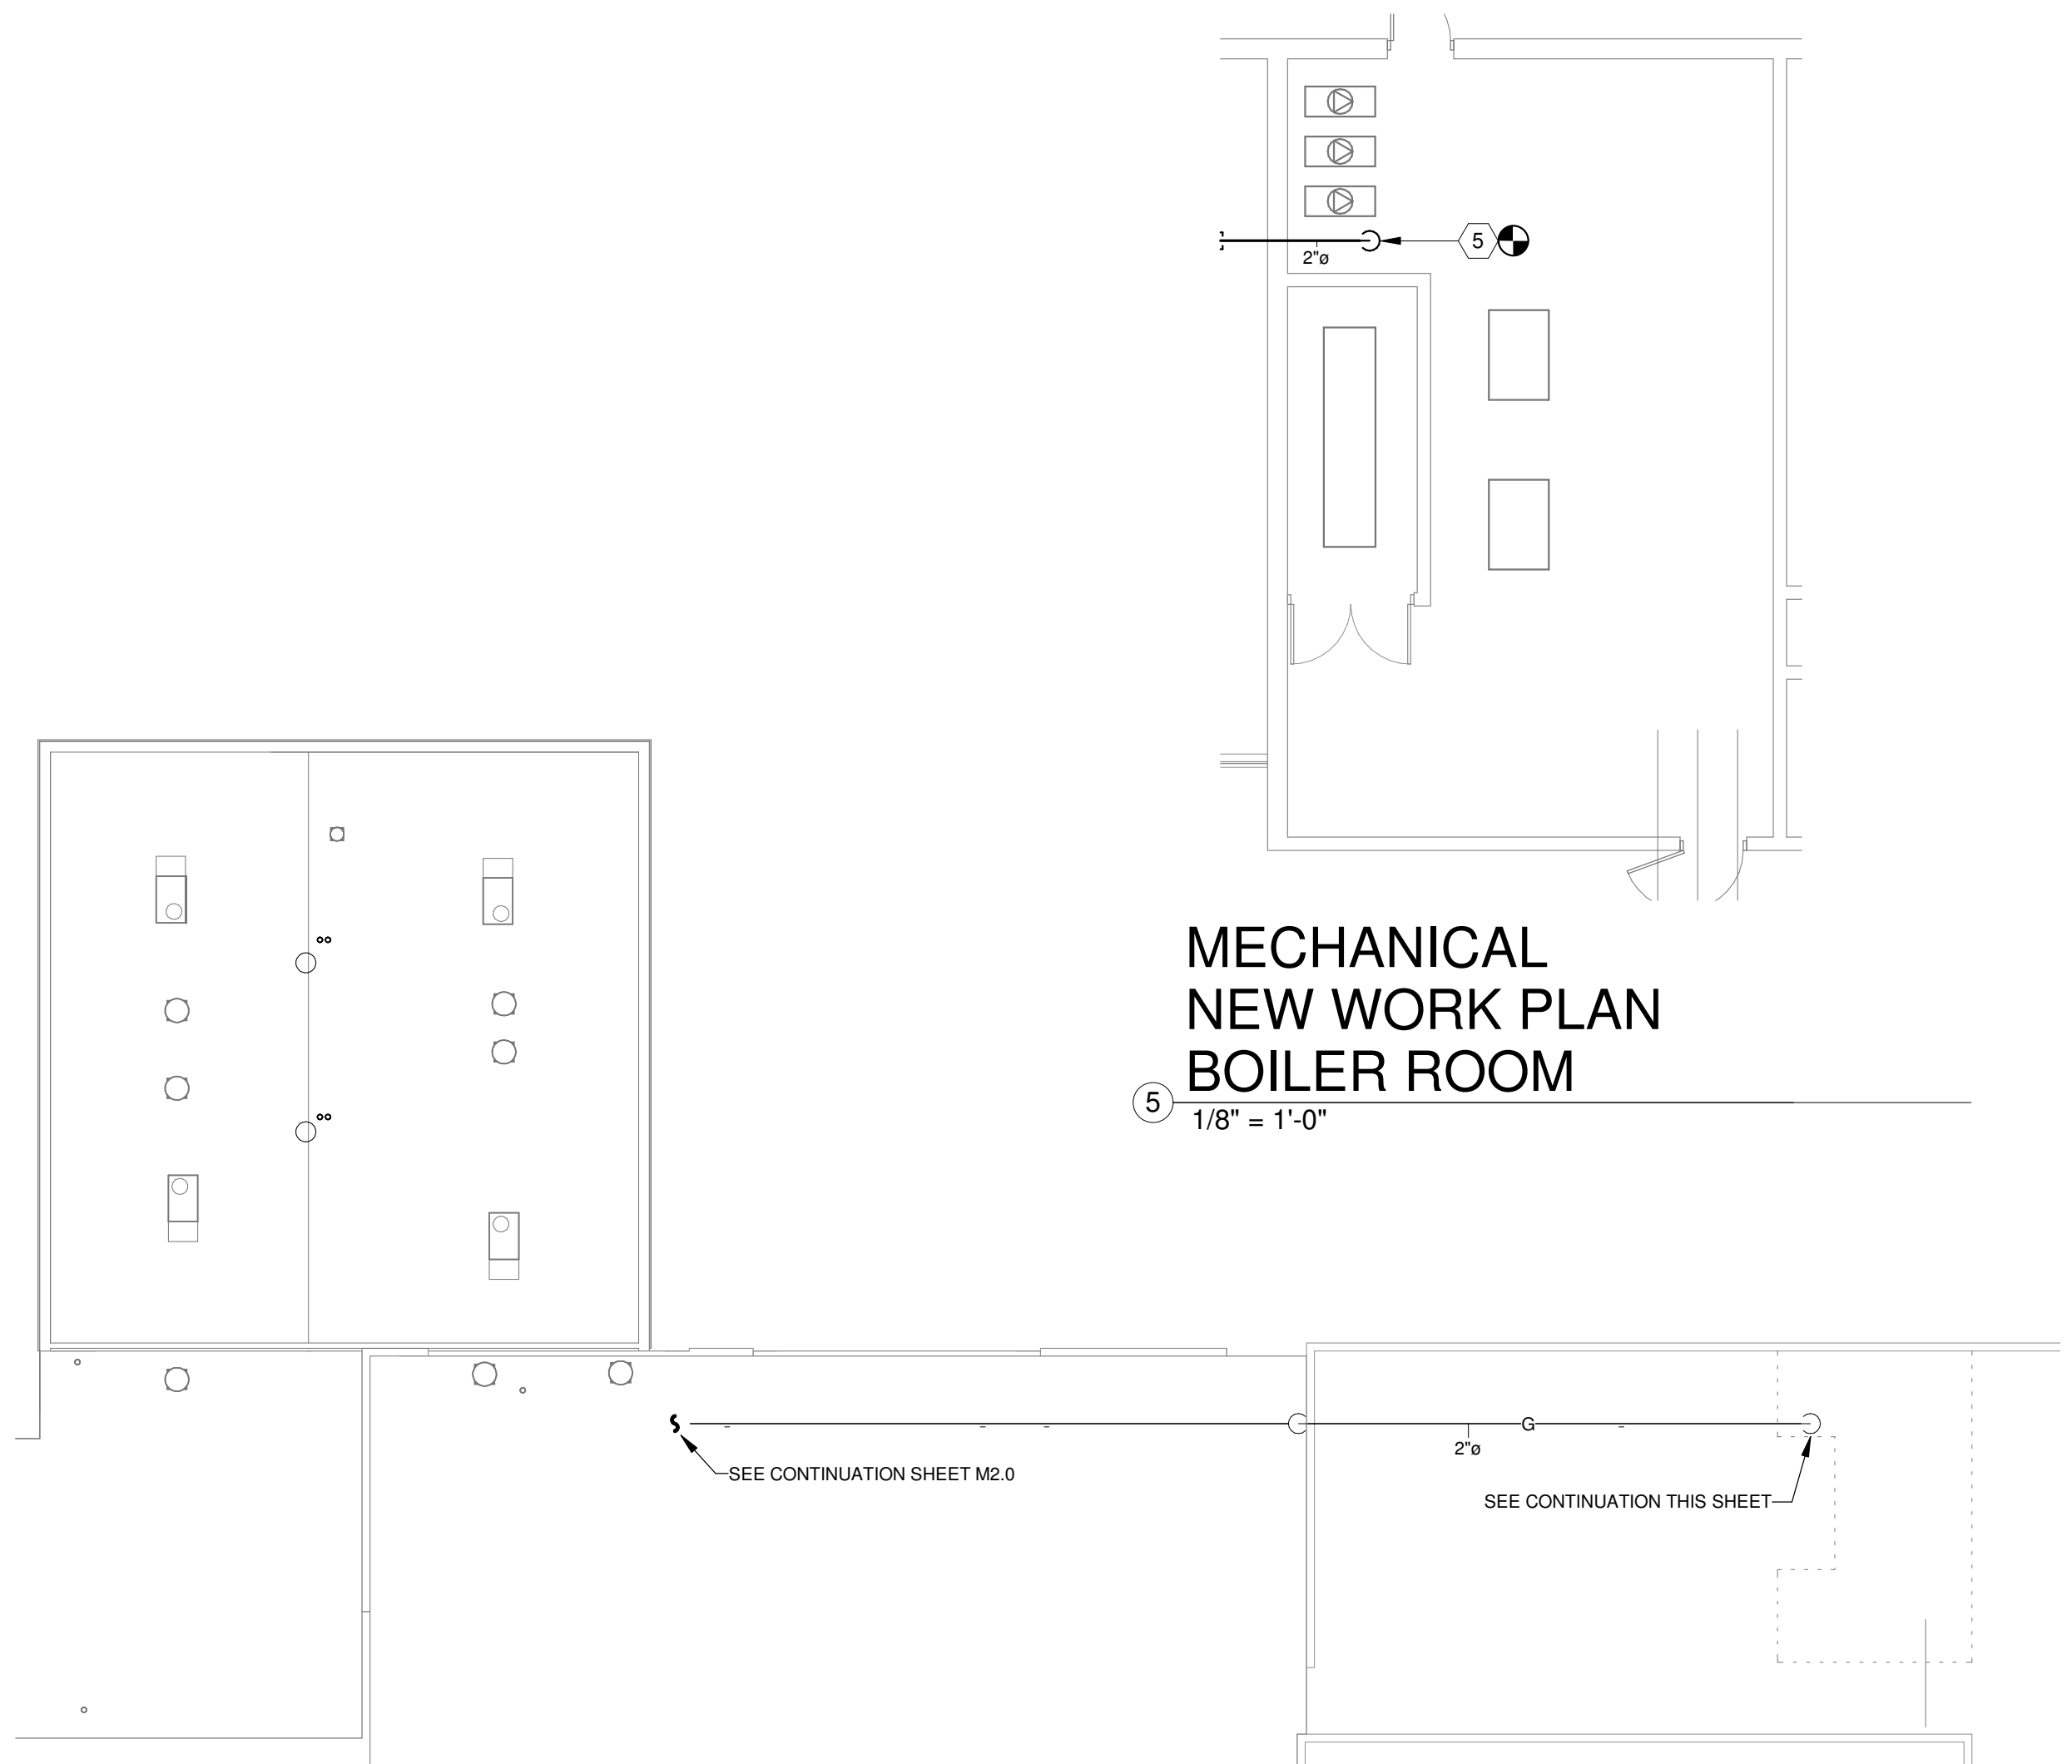 5
2"ø
MECHANICAL
NEW WORK PLAN
BOILER ROOM
5
1/8" = 1'-0"
G
2"ø
SEE CONTINUATION SHEET M2.0
SEE CONTINUATION THIS SHEET